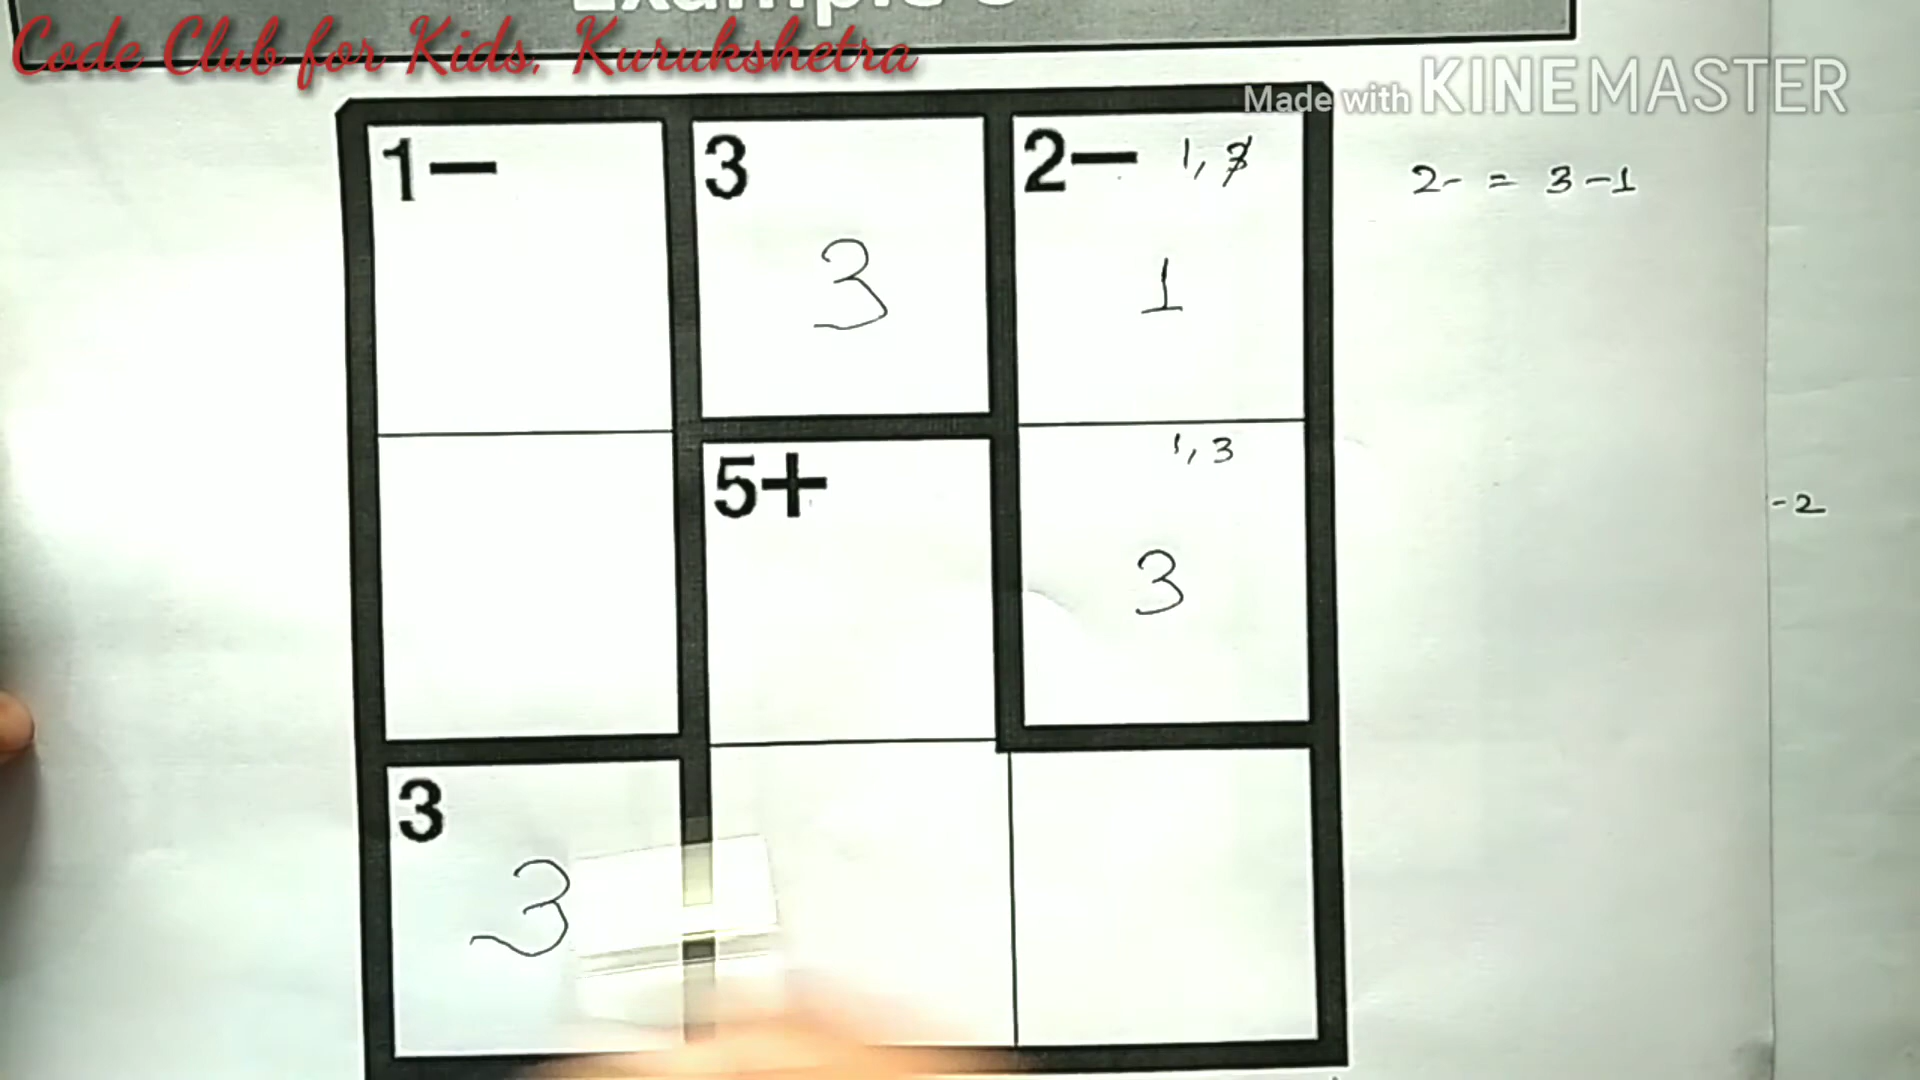 Code Club for Kids, Kurukshetra
Made with KINEMASTER
1−
3
2− 1, 3
2- = 3-1
3
1
5+
1, 3
-2
3
3
3